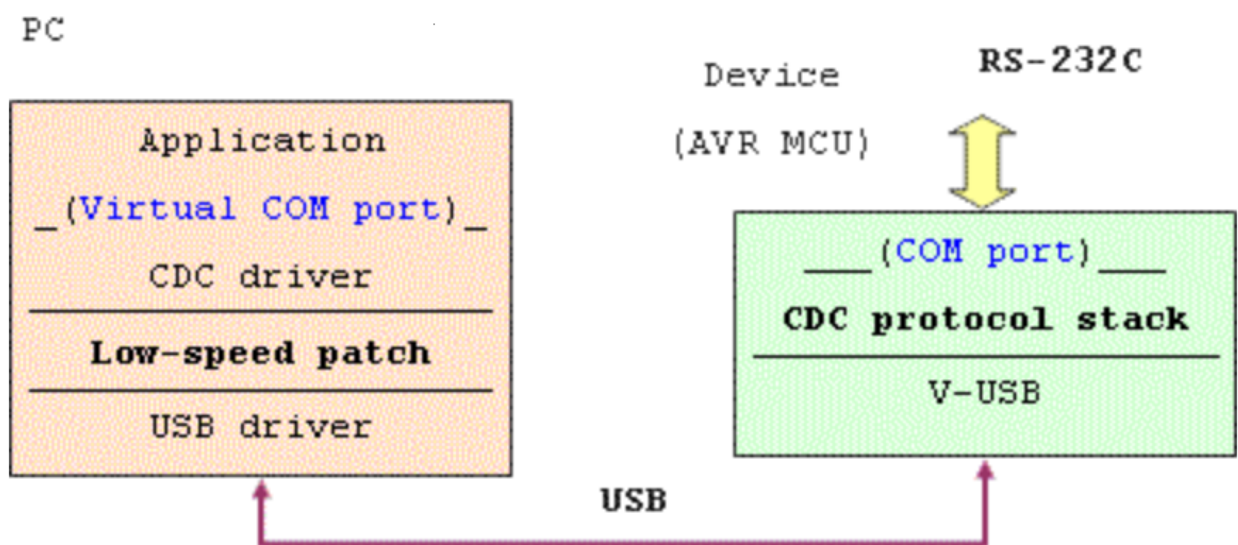 PC
Application
_(Virtual COM port)_
CDC driver
Low-speed patch
USB driver
Device
(AVR MCU)
RS-232C
___(COM port)___
CDC protocol stack
V-USB
USB